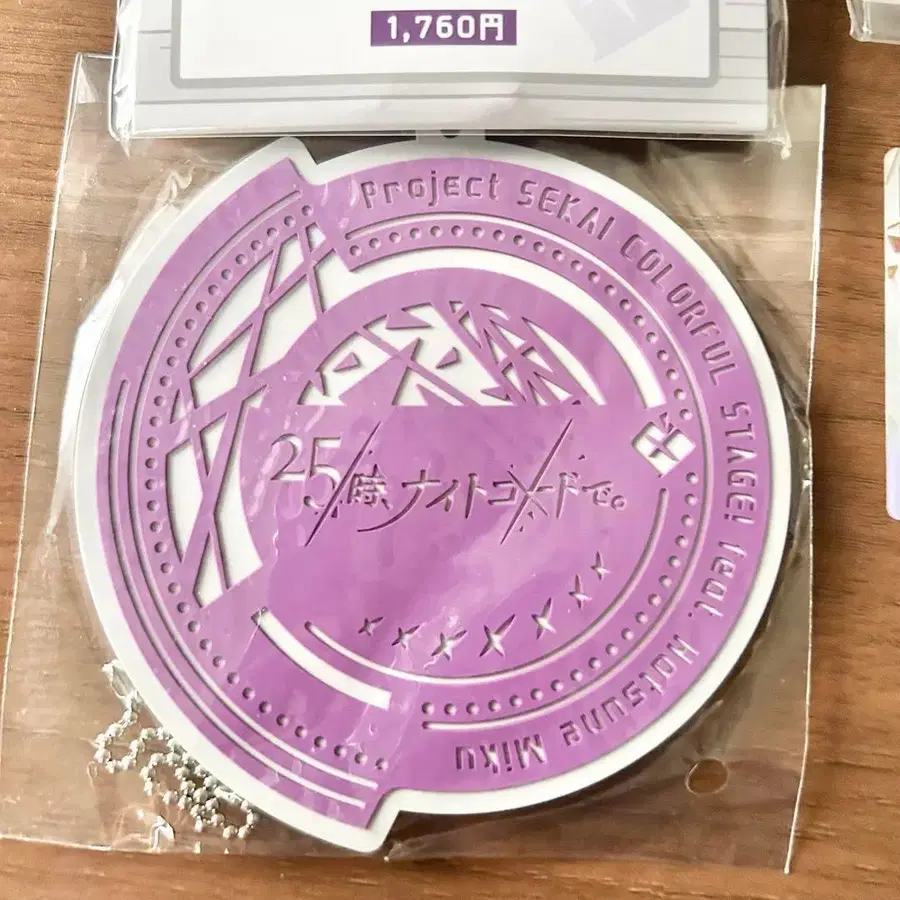 1,760円
Project SEKAI COLORFUL STAGE! feat. Hatsune Miku
25時、ナイトコードで。